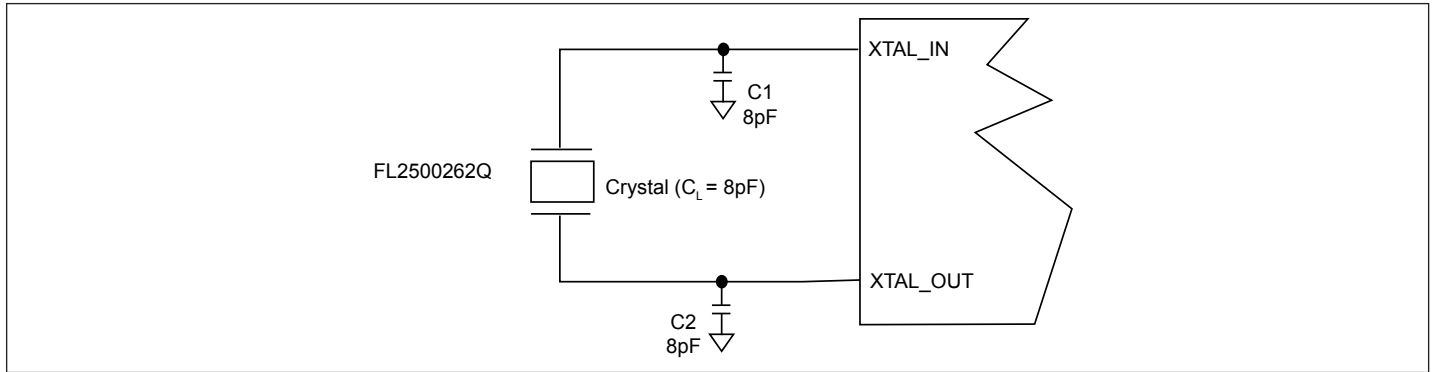 XTAL_IN
C1
8pF
FL2500262Q
Crystal (CL = 8pF)
XTAL_OUT
C2
8pF